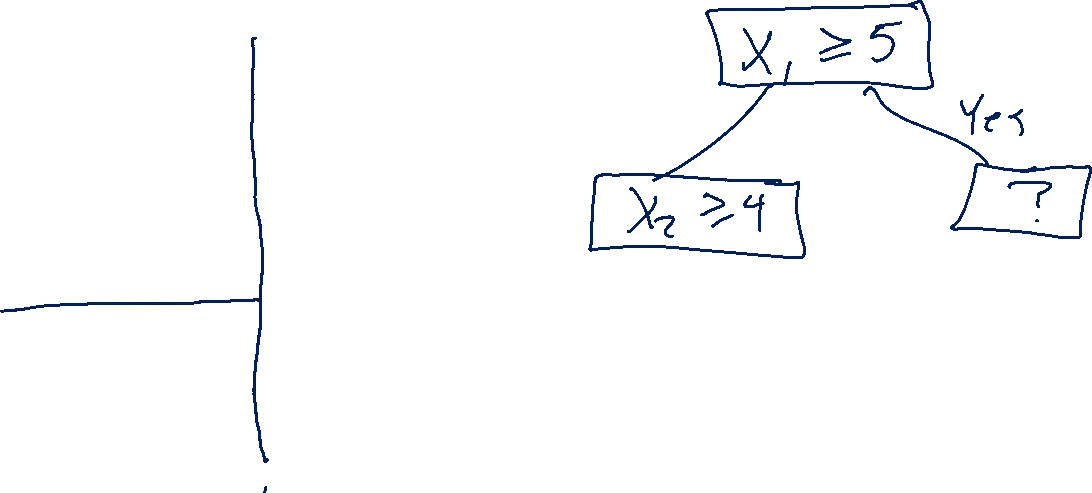 X₁ ≥ 5
Yes
X₂ ≥ 4
?